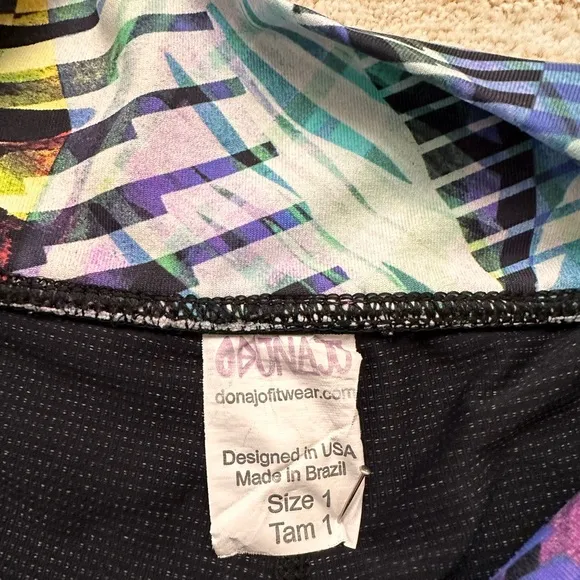 DONAJO
donajofitwear.com
Designed in USA
Made in Brazil
Size 1
Tam 1